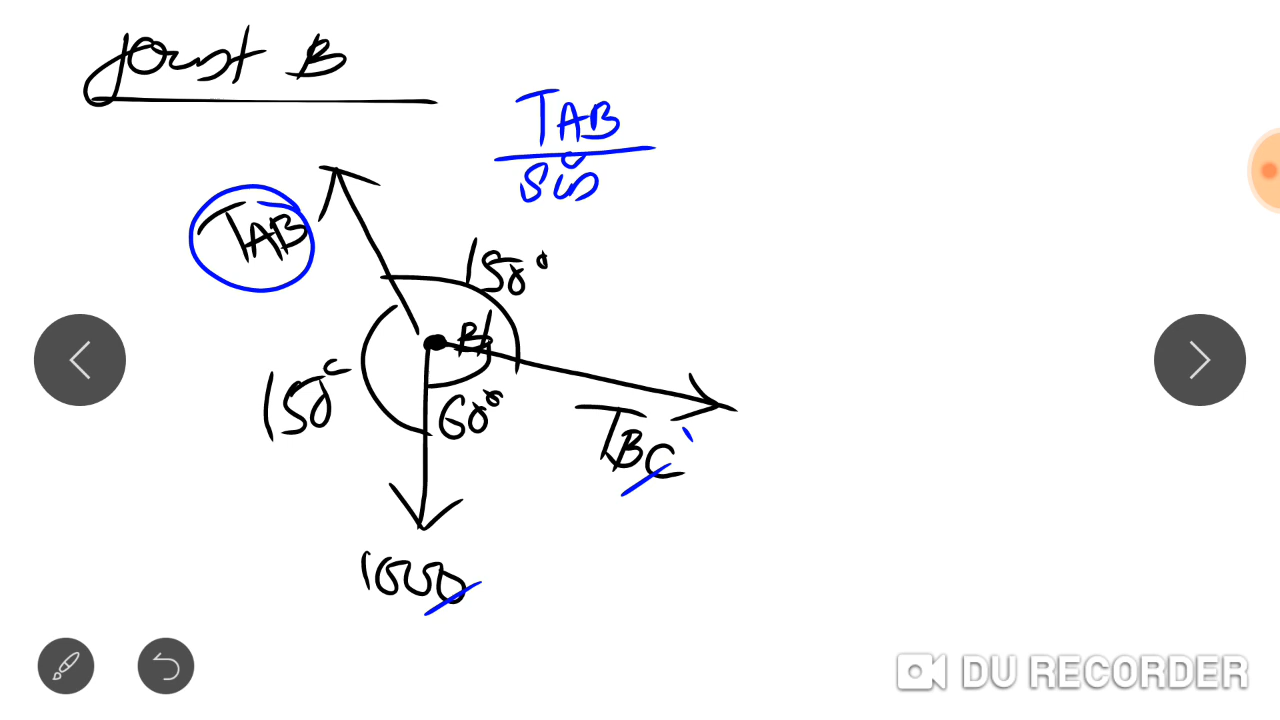 Joint B
TAB
sin
TAB
150°
B
150°
60°
TBC
1000
DU RECORDER